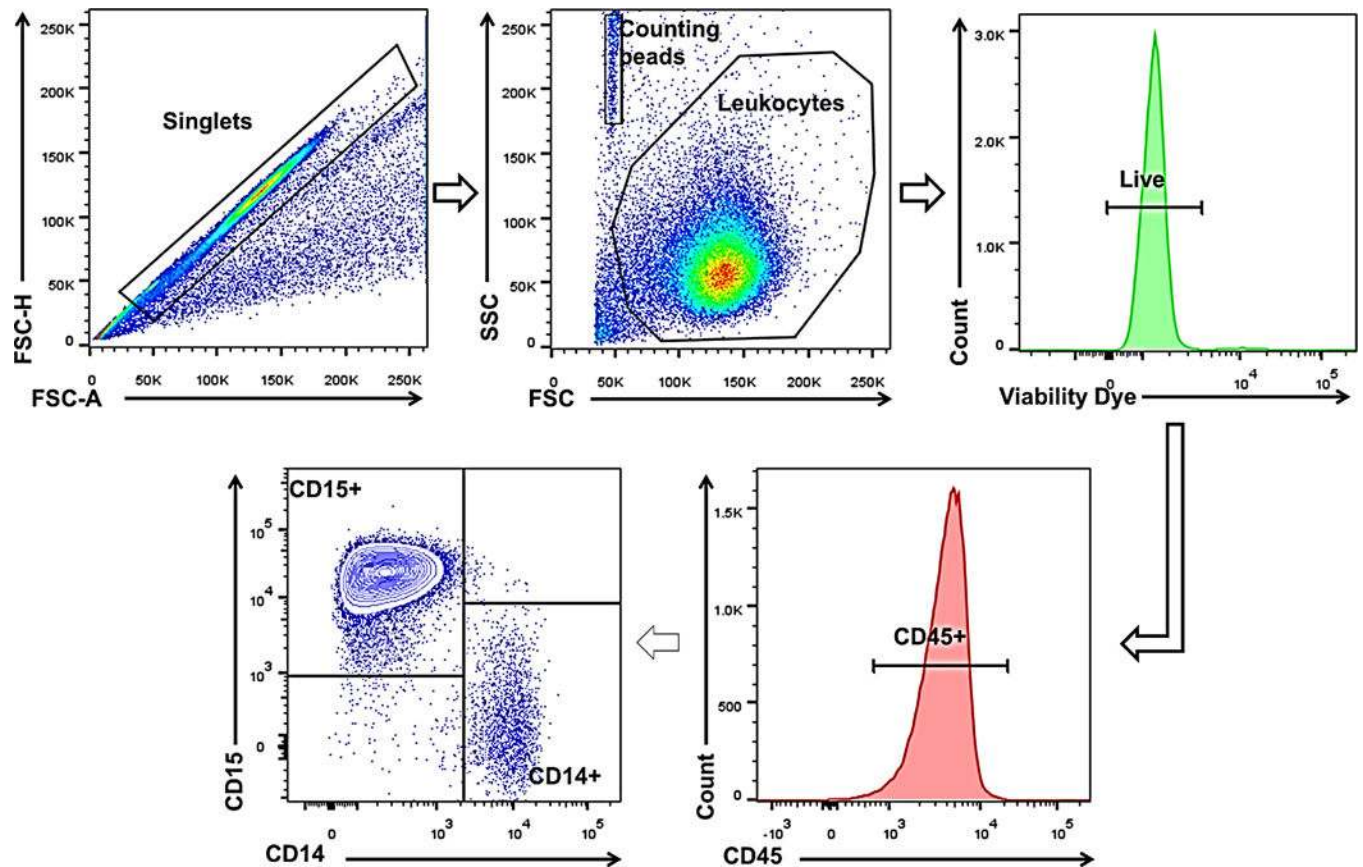 250K
200K
150K
100K
50K
0
FSC-H
Singlets
0 50K 100K 150K 200K 250K
FSC-A
250K
200K
150K
100K
50K
0
SSC
Counting
beads
Leukocytes
0 50K 100K 150K 200K 250K
FSC
3.0K
2.0K
1.0K
0
Count
Live
0 10^4 10^5
Viability Dye
10^5
10^4
10^3
0
CD15
CD15+
CD14+
0 10^3 10^4 10^5
CD14
1.5K
1.0K
500
0
Count
CD45+
-10^3 0 10^3 10^4 10^5
CD45